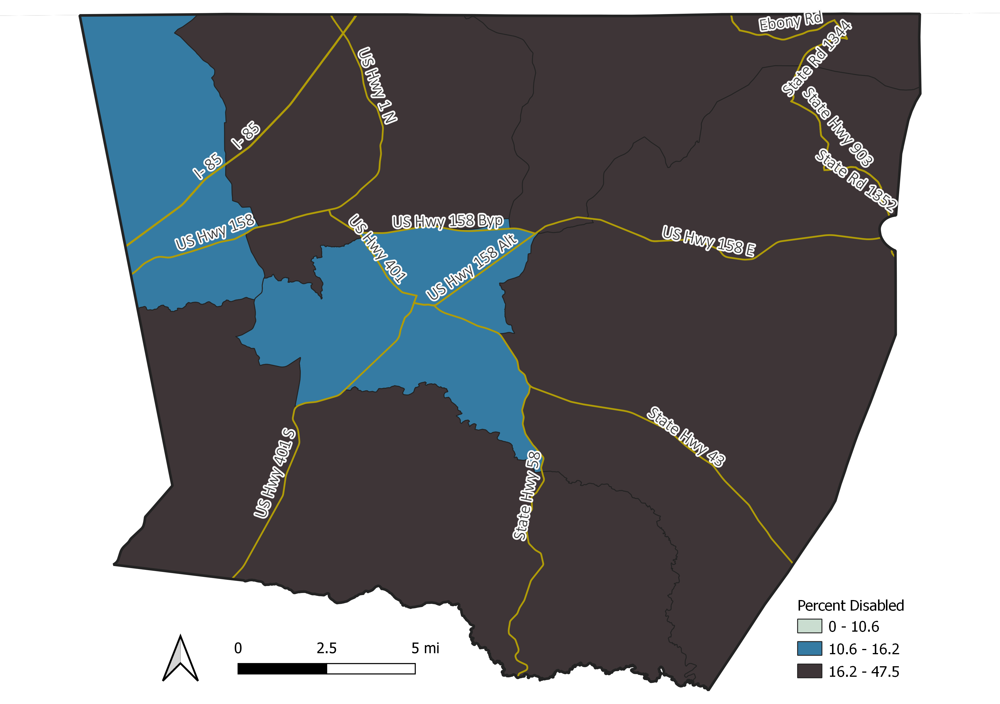 Ebony Rd
State Rd 1344
US Hwy 1 N
State Hwy 903
I-85
I-85
State Rd 1352
US Hwy 158
US Hwy 158 Byp
US Hwy 401
US Hwy 158 Alt
US Hwy 158 E
State Hwy 43
US Hwy 401 S
State Hwy 58
Percent Disabled
0 - 10.6
10.6 - 16.2
16.2 - 47.5
0 2.5 5 mi